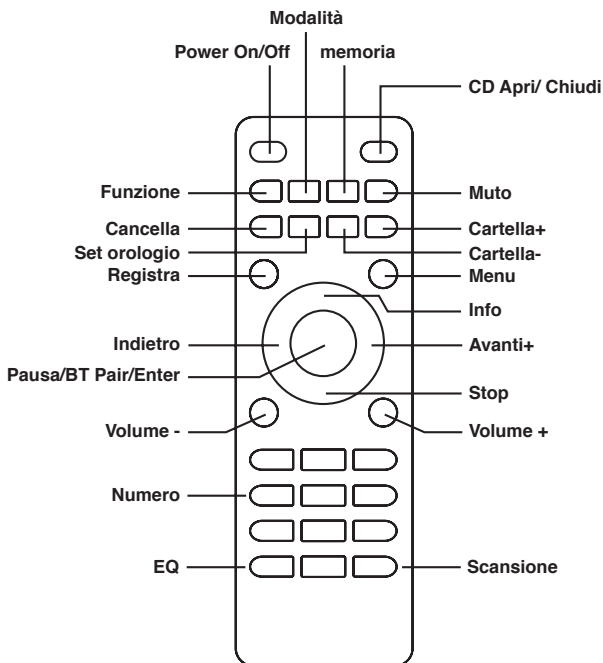 Modalità
Power On/Off
memoria
CD Apri/ Chiudi
Funzione
Muto
Cancella
Cartella+
Set orologio
Cartella-
Registra
Menu
Info
Indietro
Avanti+
Pausa/BT Pair/Enter
Stop
Volume -
Volume +
Numero
EQ
Scansione